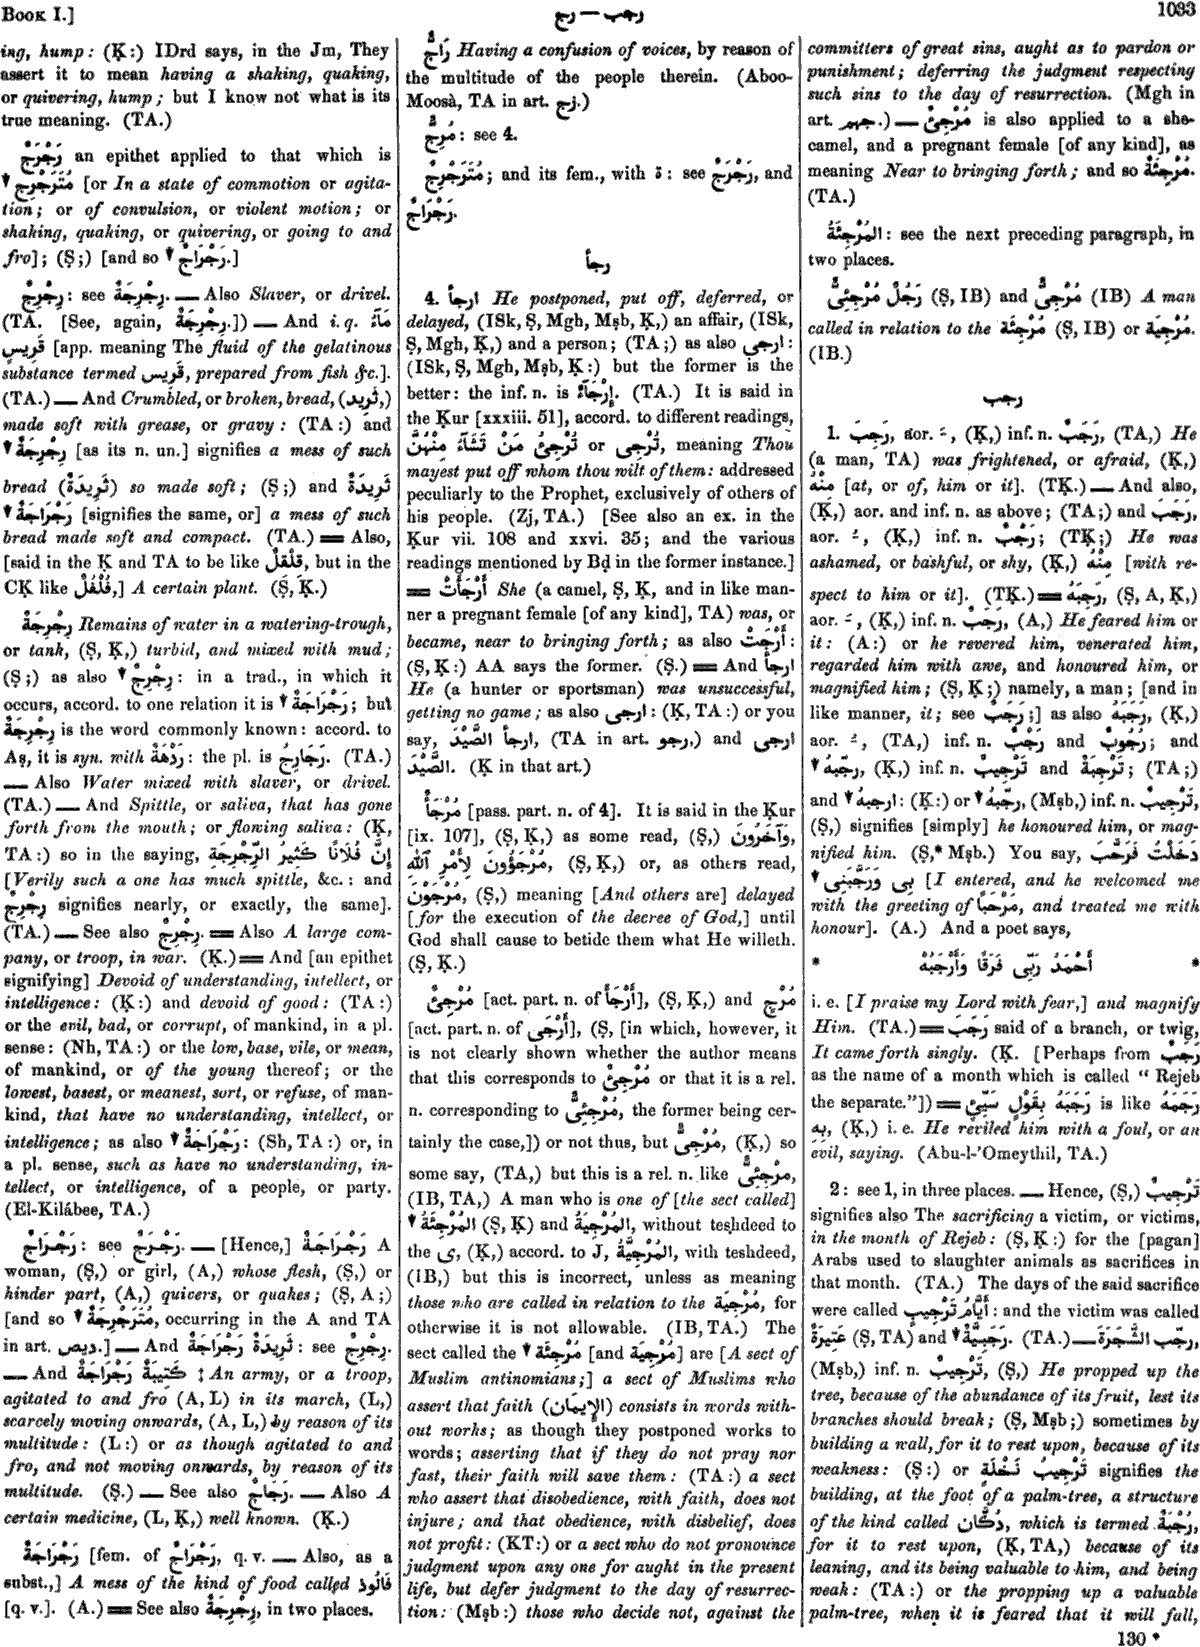 BOOK I.]
رجب — رج
1033
ing, hump: (Ḳ:) IDrd says, in the Jm, They
assert it to mean having a shaking, quaking,
or quivering, hump; but I know not what is its
true meaning. (TA.)
رَجْرَجٌ an epithet applied to that which is
مُتَرَجْرِجٌ ▼ [or In a state of commotion or agita-
tion; or of convulsion, or violent motion; or
shaking, quaking, or quivering, or going to and
fro]; (Ṣ;) [and so ▼ رَجْرَاجٌ.]
رِجْرِجٌ: see رِجْرِجَةٌ. — Also Slaver, or drivel.
(TA. [See, again, رِجْرِجَةٌ.]) — And i. q. مَآءُ
قَرِيسٍ [app. meaning The fluid of the gelatinous
substance termed قَرِيس, prepared from fish &c.].
(TA.) — And Crumbled, or broken, bread, (ثَرِيد,)
made soft with grease, or gravy: (TA:) and
▼ رِجْرِجَةٌ [as its n. un.] signifies a mess of such
bread (ثَرِيدَةٌ) so made soft; (Ṣ;) and ثَرِيدَةٌ
▼ رَجْرَاجَةٌ [signifies the same, or] a mess of such
bread made soft and compact. (TA.) = Also,
[said in the Ḳ and TA to be like قِلْقِلٌ, but in the
CḲ like فُلْفُلٌ,] A certain plant. (Ṣ, Ḳ.)
رِجْرِجَةٌ Remains of water in a watering-trough,
or tank, (Ṣ, Ḳ,) turbid, and mixed with mud;
(Ṣ;) as also ▼ رِجْرِجٌ: in a trad., in which it
occurs, accord. to one relation it is ▼ رَجْرَاجَةٌ; but
رِجْرِجَةٌ is the word commonly known: accord. to
Aṣ, it is syn. with رَدْهَةٌ: the pl. is رَجَارِجُ. (TA.)
— Also Water mixed with slaver, or drivel.
(TA.) — And Spittle, or saliva, that has gone
forth from the mouth; or flowing saliva: (Ḳ,
TA:) so in the saying, إِنَّ فُلَانًا كَثِيرُ الرِّجْرِجَةِ
[Verily such a one has much spittle, &c.: and
رِجْرِجٌ signifies nearly, or exactly, the same].
(TA.) — See also رِجْرِجٌ. = Also A large com-
pany, or troop, in war. (Ḳ.) = And [an epithet
signifying] Devoid of understanding, intellect, or
intelligence: (Ḳ:) and devoid of good: (TA:)
or the evil, bad, or corrupt, of mankind, in a pl.
sense: (Nh, TA:) or the low, base, vile, or mean,
of mankind, or of the young thereof; or the
lowest, basest, or meanest, sort, or refuse, of man-
kind, that have no understanding, intellect, or
intelligence; as also ▼ رَجْرَاجَةٌ: (Sh, TA:) or, in
a pl. sense, such as have no understanding, in-
tellect, or intelligence, of a people, or party.
(El-Kilábee, TA.)
رَجْرَاجٌ: see رَجْرَجٌ. — [Hence,] رَجْرَاجَةٌ A
woman, (Ṣ,) or girl, (A,) whose flesh, (Ṣ,) or
hinder part, (A,) quivers, or quakes; (Ṣ, A;)
[and so ▼ مُتَرَجْرِجَةٌ, occurring in the A and TA
in art. ديص.] — And ثَرِيدَةٌ رَجْرَاجَةٌ: see رِجْرِجٌ.
— And كَتِيبَةٌ رَجْرَاجَةٌ ‡ An army, or a troop,
agitated to and fro (A, L) in its march, (L,)
scarcely moving onwards, (A, L,) by reason of its
multitude: (L:) or as though agitated to and
fro, and not moving onwards, by reason of its
multitude. (Ṣ.) — See also رَجَاجٌ. — Also A
certain medicine, (L, Ḳ,) well known. (Ḳ.)
رَجْرَاجَةٌ [fem. of رَجْرَاجٌ, q. v. — Also, as a
subst.,] A mess of the kind of food called فَالُوذ
[q. v.]. (A.) = See also رِجْرِجَةٌ, in two places.
رَاجٌّ Having a confusion of voices, by reason of
the multitude of the people therein. (Aboo-
Moosà, TA in art. زج.)
مُرِجٌّ: see 4.
مُتَرَجْرِجٌ; and its fem., with ة: see رَجْرَجٌ, and
رَجْرَاجٌ.
رجأ
4. ارجأ He postponed, put off, deferred, or
delayed, (ISk, Ṣ, Mgh, Mṣb, Ḳ,) an affair, (ISk,
Ṣ, Mgh, Ḳ,) and a person; (TA;) as also ارجى:
(ISk, Ṣ, Mgh, Mṣb, Ḳ:) but the former is the
better: the inf. n. is إِرْجَآءٌ. (TA.) It is said in
the Ḳur [xxxiii. 51], accord. to different readings,
تُرْجِئُ مَنْ تَشَآءُ مِنْهُنَّ or تُرْجِى, meaning Thou
mayest put off whom thou wilt of them: addressed
peculiarly to the Prophet, exclusively of others of
his people. (Zj, TA.) [See also an ex. in the
Ḳur vii. 108 and xxvi. 35; and the various
readings mentioned by Bḍ in the former instance.]
= أَرْجَأَتْ She (a camel, Ṣ, Ḳ, and in like man-
ner a pregnant female [of any kind], TA) was, or
became, near to bringing forth; as also أَرْجَتْ:
(Ṣ, Ḳ:) AA says the former. (Ṣ.) = And ارجأ
He (a hunter or sportsman) was unsuccessful,
getting no game; as also ارجى: (Ḳ, TA:) or you
say, ارجأ الصَّيْدَ, (TA in art. رجو,) and ارجى
الصَّيْدَ. (Ḳ in that art.)
مُرْجَأٌ [pass. part. n. of 4]. It is said in the Ḳur
[ix. 107], (Ṣ, Ḳ,) as some read, (Ṣ,) وَآخَرُونَ
مُرْجَؤُونَ لِأَمْرِ ٱللّٰهِ, (Ṣ, Ḳ,) or, as others read,
مُرْجَوْنَ, (Ṣ,) meaning [And others are] delayed
[for the execution of the decree of God,] until
God shall cause to betide them what He willeth.
(Ṣ, Ḳ.)
مُرْجِئٌ [act. part. n. of أَرْجَأَ], (Ṣ, Ḳ,) and مُرْجٍ
[act. part. n. of أَرْجَى], (Ṣ, [in which, however, it
is not clearly shown whether the author means
that this corresponds to مُرْجِئٌ or that it is a rel.
n. corresponding to مُرْجِئِىٌّ, the former being cer-
tainly the case,]) or not thus, but مُرْجِىٌّ, (Ḳ,) so
some say, (TA,) but this is a rel. n. like مُرْجِئِىٌّ,
(IB, TA,) A man who is one of [the sect called]
▼ المُرْجِئَةُ (Ṣ, Ḳ) and المُرْجِيَةُ, without teshdeed to
the ى, (Ḳ,) accord. to J, المُرْجِيَّةُ, with teshdeed,
(IB,) but this is incorrect, unless as meaning
those who are called in relation to the مُرْجِيَة, for
otherwise it is not allowable. (IB, TA.) The
sect called the ▼ مُرْجِئَة [and مُرْجِيَة] are [A sect of
Muslim antinomians;] a sect of Muslims who
assert that faith (الإِيمَان) consists in words with-
out works; as though they postponed works to
words; asserting that if they do not pray nor
fast, their faith will save them: (TA:) a sect
who assert that disobedience, with faith, does not
injure; and that obedience, with disbelief, does
not profit: (KT:) or a sect who do not pronounce
judgment upon any one for aught in the present
life, but defer judgment to the day of resurrec-
tion: (Mṣb:) those who decide not, against the
committers of great sins, aught as to pardon or
punishment; deferring the judgment respecting
such sins to the day of resurrection. (Mgh in
art. جهم.) — مُرْجِئٌ is also applied to a she-
camel, and a pregnant female [of any kind], as
meaning Near to bringing forth; and so مُرْجِئَةٌ.
(TA.)
المُرْجِئَةُ: see the next preceding paragraph, in
two places.
رَجُلٌ مُرْجِئِىٌّ (Ṣ, IB) and مُرْجِىٌّ (IB) A man
called in relation to the مُرْجِئَة (Ṣ, IB) or مُرْجِيَة.
(IB.)
رجب
1. رَجِبَ, aor. ـَ, (Ḳ,) inf. n. رَجَبٌ, (TA,) He
(a man, TA) was frightened, or afraid, (Ḳ,)
مِنْهُ [at, or of, him or it]. (TḲ.) — And also,
(Ḳ,) aor. and inf. n. as above; (TA;) and رَجَبَ,
aor. ـُ, (Ḳ,) inf. n. رَجْبٌ; (TḲ;) He was
ashamed, or bashful, or shy, (Ḳ,) مِنْهُ [with re-
spect to him or it]. (TḲ.) = رَجِبَهُ, (Ṣ, A, Ḳ,)
aor. ـَ, (Ḳ,) inf. n. رَجَبٌ, (A,) He feared him or
it: (A:) or he revered him, venerated him,
regarded him with awe, and honoured him, or
magnified him; (Ṣ, Ḳ;) namely, a man; [and in
like manner, it; see رَجَبٌ;] as also رَجَبَهُ, (Ḳ,)
aor. ـُ, (TA,) inf. n. رَجْبٌ and رُجُوبٌ; and
▼ رجّبهُ, (Ḳ,) inf. n. تَرْجِيبٌ and تَرْجِبَةٌ; (TA;)
and ▼ ارجبهُ: (Ḳ:) or ▼ رجّبهُ, (Mṣb,) inf. n. تَرْجِيبٌ,
(Ṣ,) signifies [simply] he honoured him, or mag-
nified him. (Ṣ,* Mṣb.) You say, دَخَلْتُ فَرَحَّبَ
بِى وَرَجَّبَنِى ▼ [I entered, and he welcomed me
with the greeting of مَرْحَبًا, and treated me with
honour]. (A.) And a poet says,
* أَحْمَدُ رَبِّى فَرَقًا وَأَرْجَبُهْ *
i. e. [I praise my Lord with fear,] and magnify
Him. (TA.) = رَجَبَ said of a branch, or twig,
It came forth singly. (Ḳ. [Perhaps from رَجَبٌ
as the name of a month which is called “Rejeb
the separate.”]) = رَجَبَهُ بِقَوْلٍ سَيِّئٍ is like رَجَمَهُ
بِهِ, (Ḳ,) i. e. He reviled him with a foul, or an
evil, saying. (Abu-l-'Omeythil, TA.)
2: see 1, in three places. — Hence, (Ṣ,) تَرْجِيبٌ
signifies also The sacrificing a victim, or victims,
in the month of Rejeb: (Ṣ, Ḳ:) for the [pagan]
Arabs used to slaughter animals as sacrifices in
that month. (TA.) The days of the said sacrifice
were called أَيَّامُ تَرْجِيبٍ: and the victim was called
عَتِيرَةٌ (Ṣ, TA) and ▼ رَجَبِيَّةٌ. (TA.) — رجّب الشَّجَرَةَ,
(Mṣb,) inf. n. تَرْجِيبٌ, (Ṣ,) He propped up the
tree, because of the abundance of its fruit, lest its
branches should break; (Ṣ, Mṣb;) sometimes by
building a wall, for it to rest upon, because of its
weakness: (Ṣ:) or تَرْجِيبُ نَخْلَةٍ signifies the
building, at the foot of a palm-tree, a structure
of the kind called دُكَّان, which is termed رُجْبَةٌ,
for it to rest upon, (Ḳ, TA,) because of its
leaning, and its being valuable to him, and being
weak: (TA:) or the propping up a valuable
palm-tree, when it is feared that it will fall,
130 *